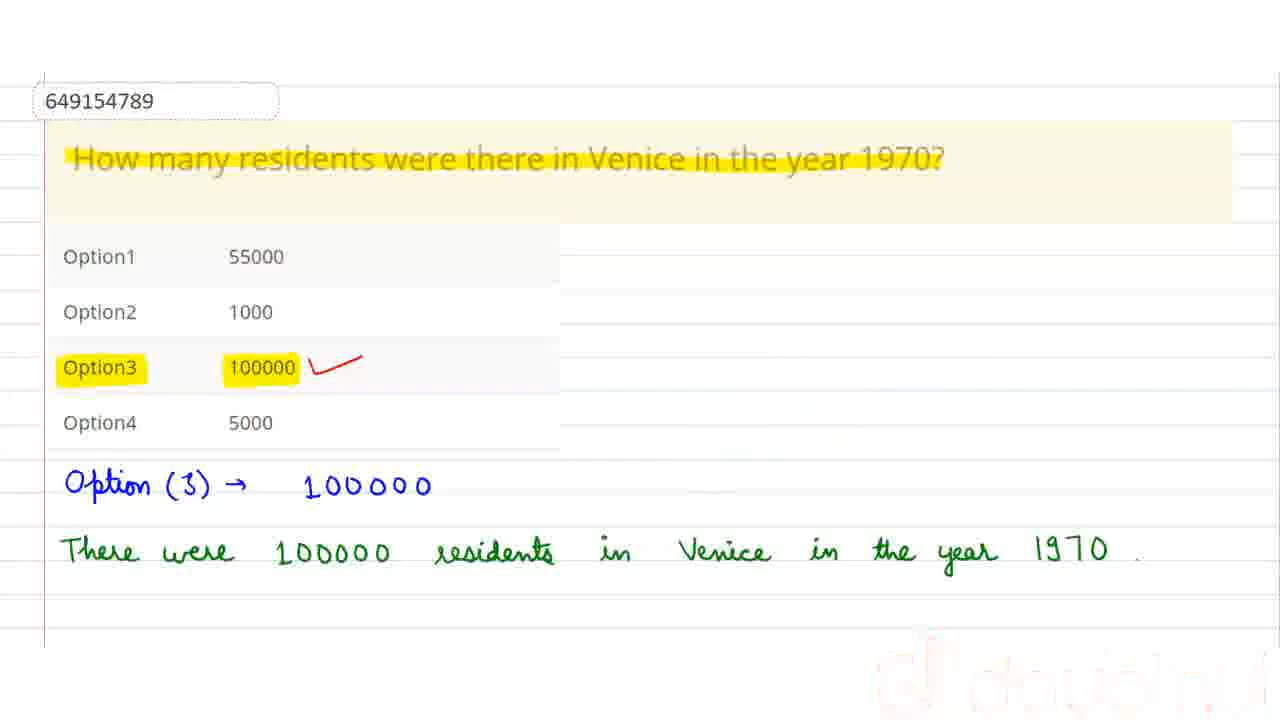 649154789
How many residents were there in Venice in the year 1970?
Option1 55000
Option2 1000
Option3 100000
Option4 5000
Option (3) → 100000
There were 100000 residents in Venice in the year 1970.
doubtnut